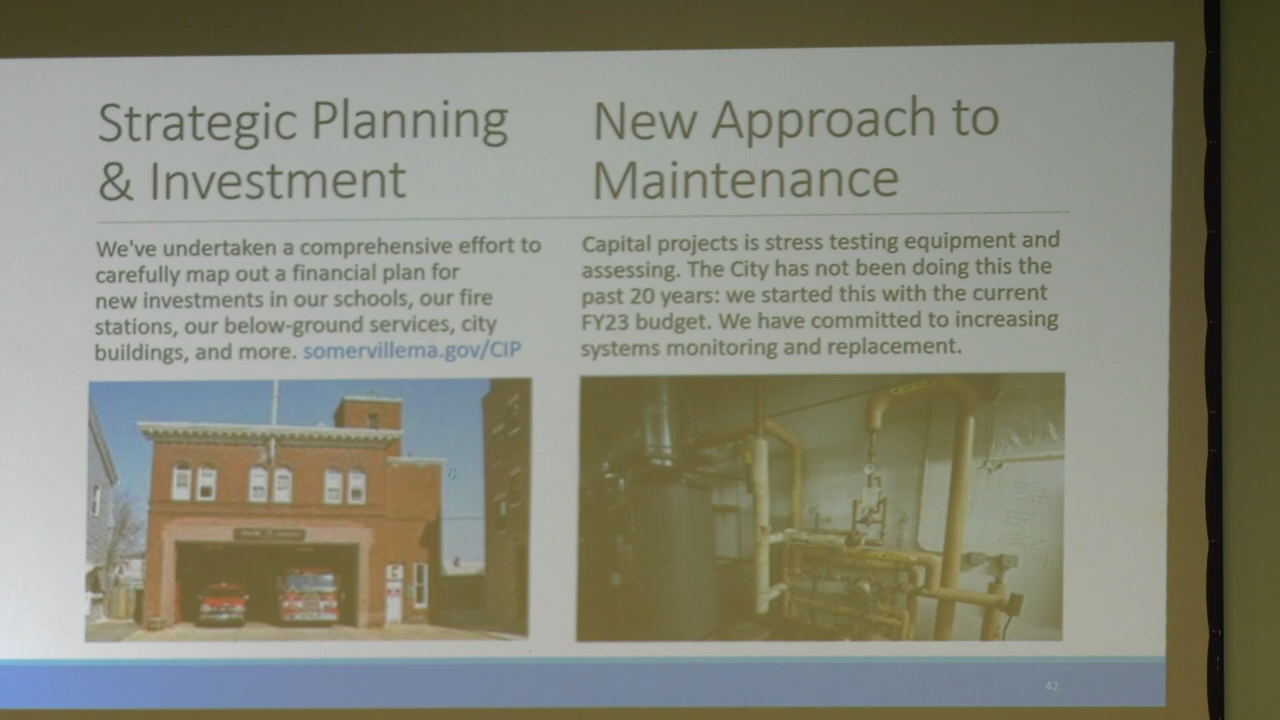 Strategic Planning
& Investment
We've undertaken a comprehensive effort to
carefully map out a financial plan for
new investments in our schools, our fire
stations, our below-ground services, city
buildings, and more. somervillema.gov/CIP
New Approach to
Maintenance
Capital projects is stress testing equipment and
assessing. The City has not been doing this the
past 20 years: we started this with the current
FY23 budget. We have committed to increasing
systems monitoring and replacement.
42